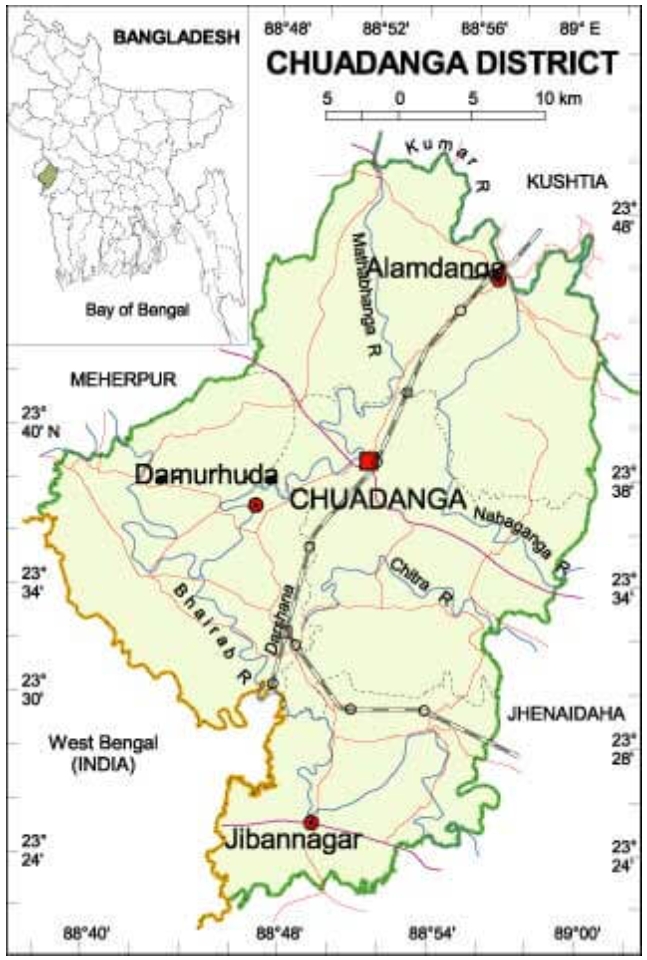 BANGLADESH
Bay of Bengal
88°48' 88°52' 88°56' 89° E
CHUADANGA DISTRICT
5 0 5 10 km
Kumar R
KUSHTIA
23°
48'
Mathabhanga R
Alamdanga
MEHERPUR
23°
40' N
Damurhuda
CHUADANGA
23°
38'
Nabaganga R
Chitra R
23°
34'
23°
34'
Bhairab R
Darshana
23°
30'
JHENAIDAHA
West Bengal
(INDIA)
23°
28'
Jibannagar
23°
24'
23°
24'
88°40' 88°48' 88°54' 89°00'